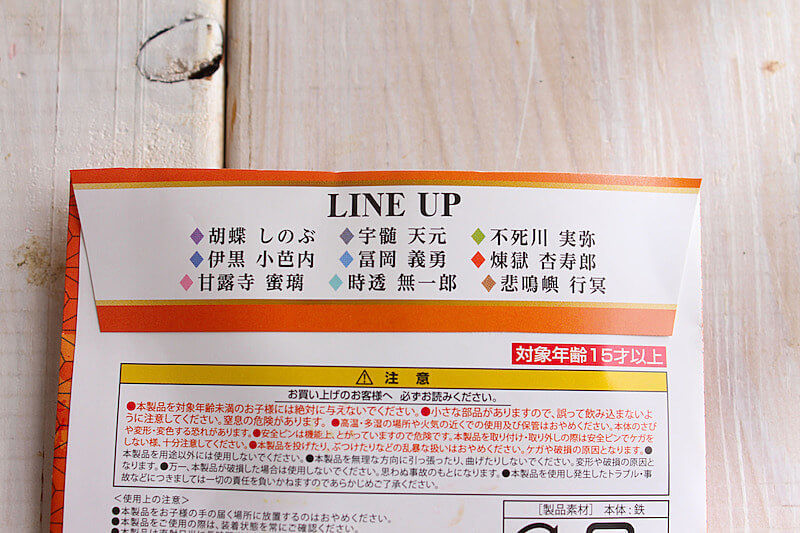 LINE UP
◆胡蝶 しのぶ ◆宇髄 天元 ◆不死川 実弥
◆伊黒 小芭内 ◆冨岡 義勇 ◆煉獄 杏寿郎
◆甘露寺 蜜璃 ◆時透 無一郎 ◆悲鳴嶼 行冥
対象年齢15才以上
⚠ 注 意
お買い上げのお客様へ 必ずお読みください。
●本製品を対象年齢未満のお子様には絶対に与えないでください。●小さな部品がありますので、誤って飲み込まないよ
うに注意してください。窒息の危険があります。●高温・多湿の場所や火気の近くでの使用及び保管はおやめください。本体のさび
や変形・変色する恐れがあります。●安全ピンは機能上、とがっていますので危険です。本製品を取り付け・取り外しの際は安全ピンでケガを
しない様、十分注意してください。●本製品を投げたり、ぶつけたりなどの乱暴な扱いはおやめください。ケガや破損の原因となります。●
本製品を用途以外には使用しないでください。●本製品を無理な方向に引っ張ったり、曲げたりしないでください。変形や破損の原因と
なります。●万一、本製品が破損した場合は使用しないでください。思わぬ事故のもとになります。●本製品を使用し発生したトラブル・事
故などにつきましては一切の責任を負いかねますのであらかじめご了承ください。
<使用上の注意>
●本製品をお子様の手の届く場所に放置するのはおやめください。
●本製品をご使用の際は、装着状態を常にご確認ください。
[製品素材] 本体:鉄